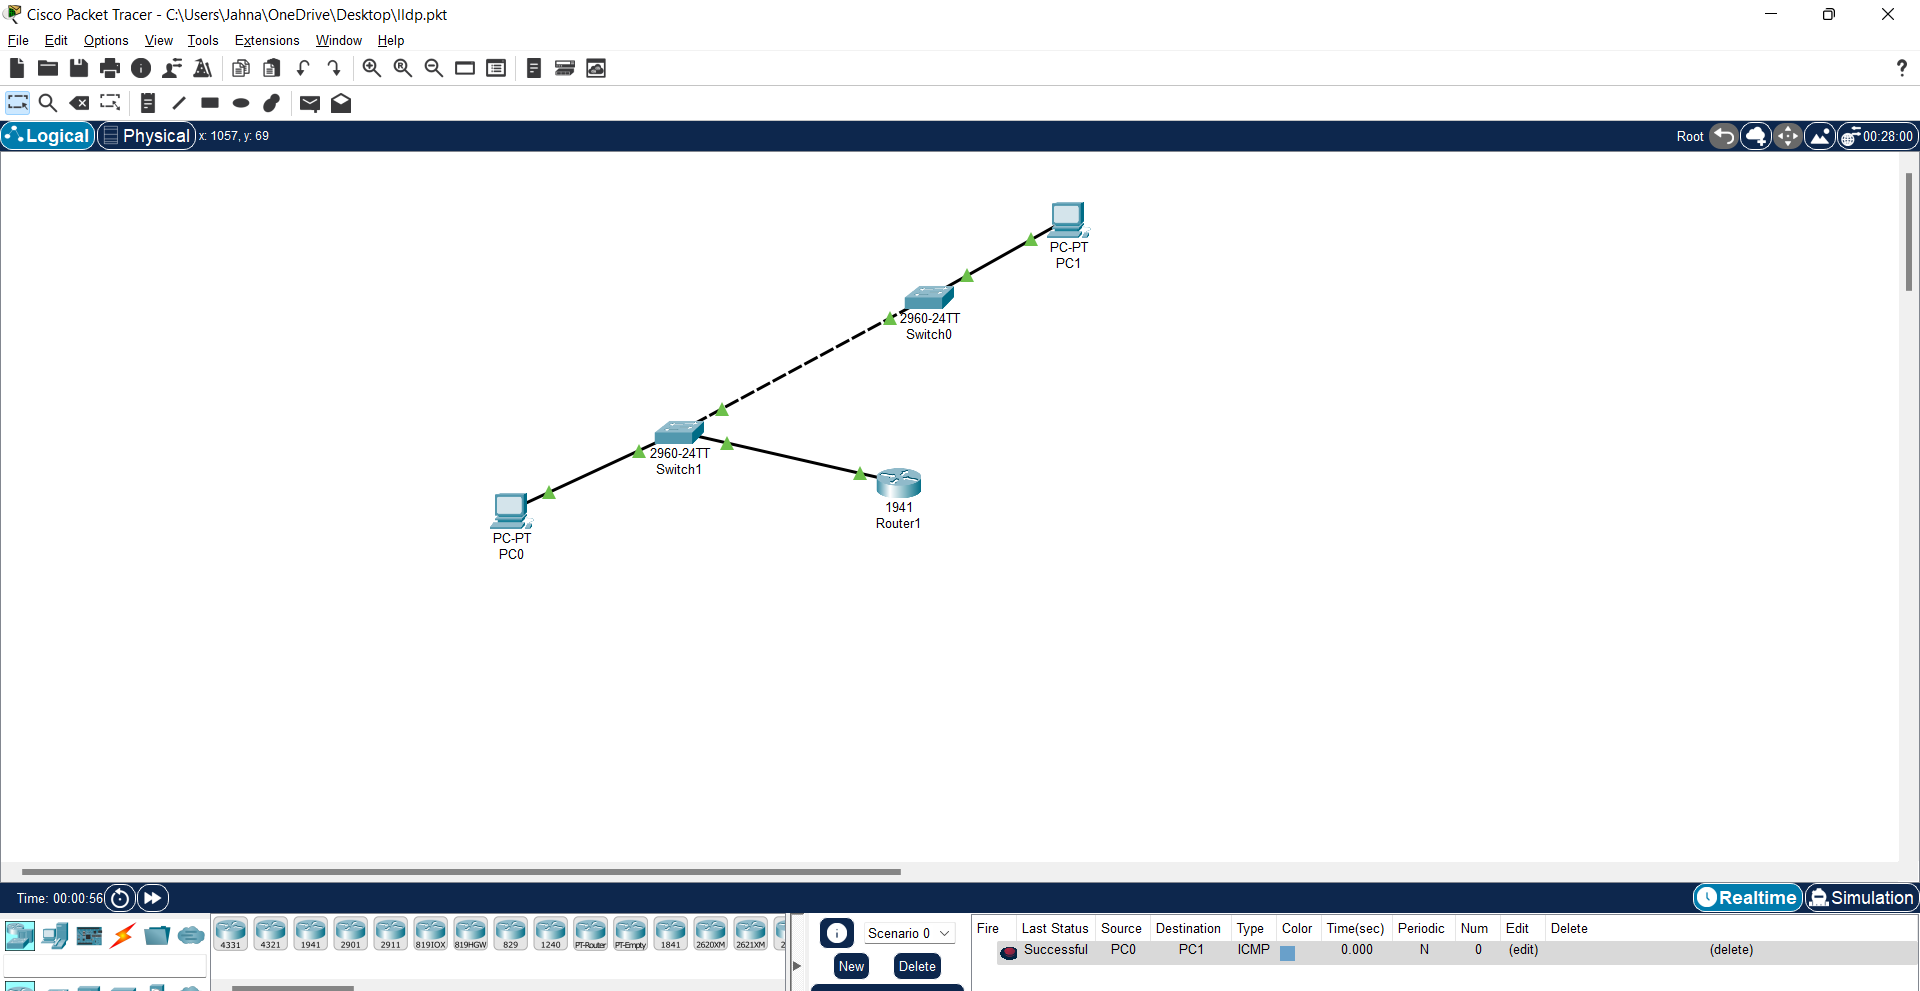 Cisco Packet Tracer - C:\Users\Jahna\OneDrive\Desktop\lldp.pkt
File Edit Options View Tools Extensions Window Help
?
Logical Physical x: 1057, y: 69 Root 00:28:00
PC-PT
PC1
2960-24TT
Switch0
2960-24TT
Switch1
1941
Router1
PC-PT
PC0
Time: 00:00:56 Realtime Simulation
4331 4321 1941 2901 2911 819IOX 819HGW 829 1240 PT-Router PT-Empty 1841 2620XM 2621XM 2
Scenario 0
New Delete
Fire Last Status Source Destination Type Color Time(sec) Periodic Num Edit Delete
Successful PC0 PC1 ICMP 0.000 N 0 (edit) (delete)